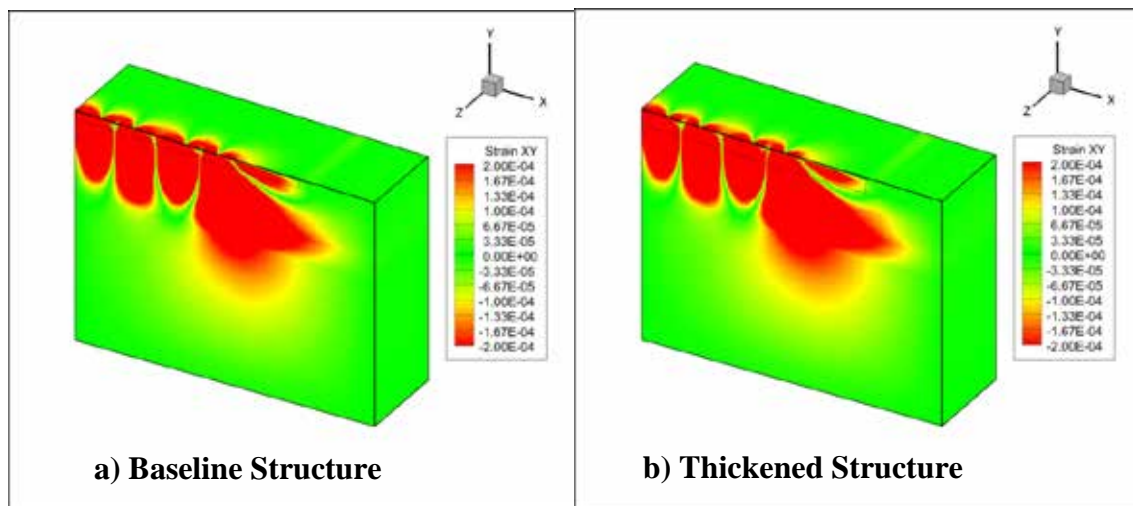 Y
X
Z
Strain XY
2.00E-04
1.67E-04
1.33E-04
1.00E-04
6.67E-05
3.33E-05
0.00E+00
-3.33E-05
-6.67E-05
-1.00E-04
-1.33E-04
-1.67E-04
-2.00E-04
a) Baseline Structure
Y
X
Z
Strain XY
2.00E-04
1.67E-04
1.33E-04
1.00E-04
6.67E-05
3.33E-05
0.00E+00
-3.33E-05
-6.67E-05
-1.00E-04
-1.33E-04
-1.67E-04
-2.00E-04
b) Thickened Structure